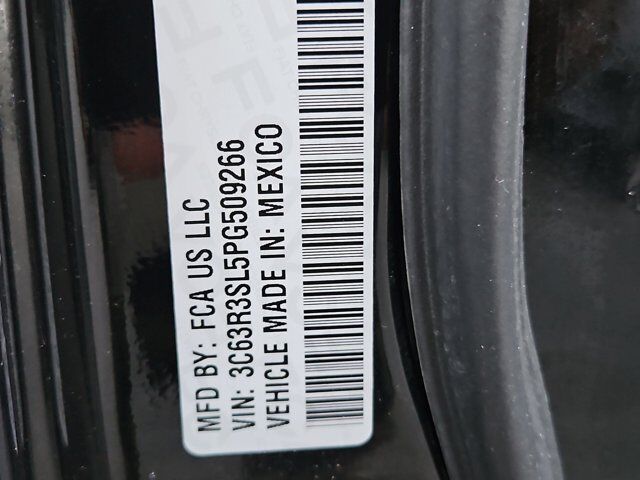 MFD BY: FCA US LLC
VIN: 3C63R3SL5PG509266
VEHICLE MADE IN: MEXICO